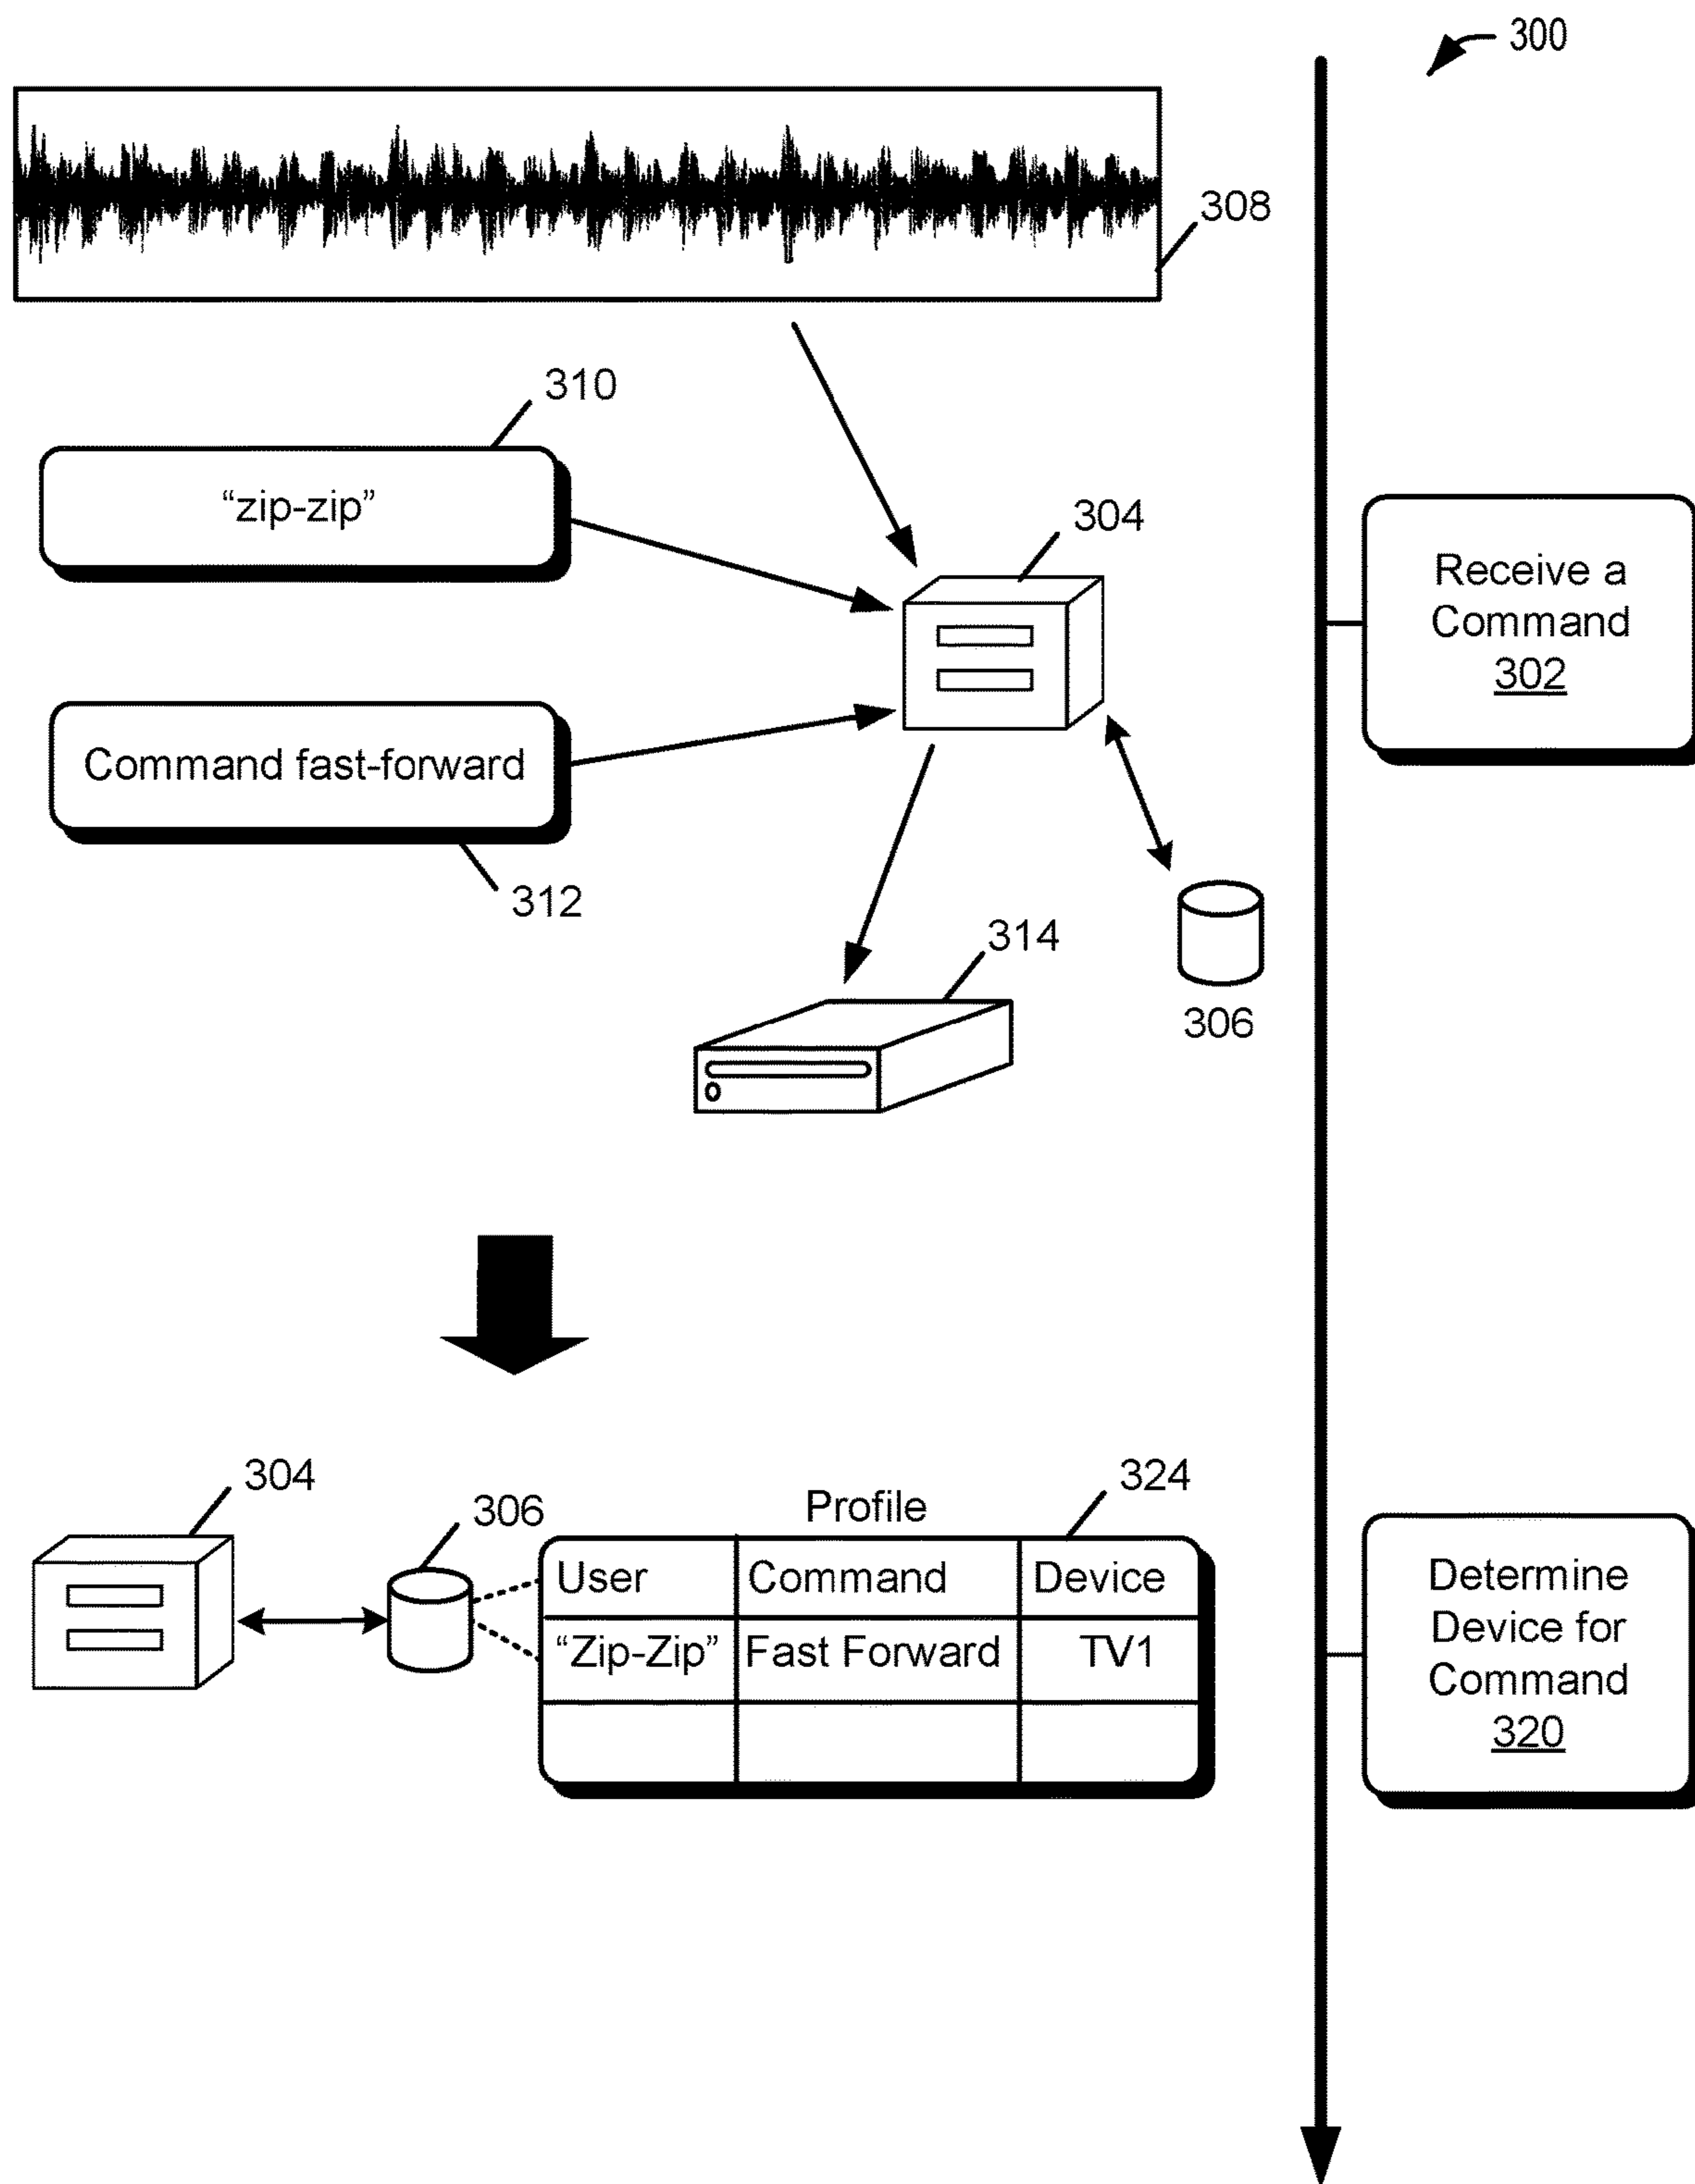 300
308
310
“zip-zip”
304
Receive a
Command
302
Command fast-forward
312
314
306
304
306
Profile
324
User Command Device
“Zip-Zip” Fast Forward TV1
Determine
Device for
Command
320